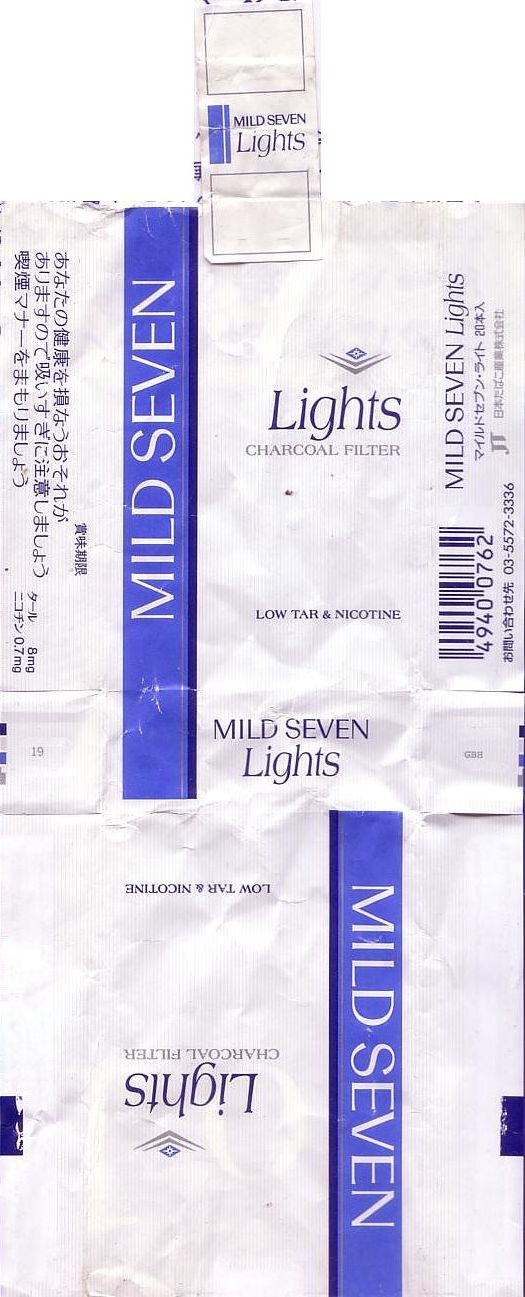 MILD SEVEN
Lights
あなたの健康を損なうおそれが
ありますので吸いすぎに注意しましょう
喫煙マナーをまもりましょう
賞味期限
タール 8mg
ニコチン 0.7mg
MILD SEVEN
Lights
CHARCOAL FILTER
LOW TAR & NICOTINE
MILD SEVEN Lights
マイルドセブン・ライト 20本入
JT 日本たばこ産業株式会社
4940 0762
お問い合わせ先 03-5572-3336
19
MILD SEVEN
Lights
GBH
LOW TAR & NICOTINE
CHARCOAL FILTER
Lights
MILD SEVEN